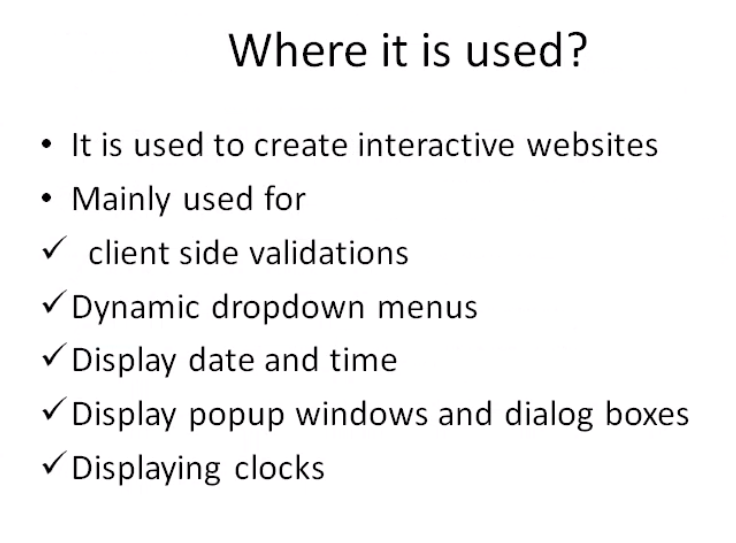 Where it is used?
• It is used to create interactive websites
• Mainly used for
✓ client side validations
✓ Dynamic dropdown menus
✓ Display date and time
✓ Display popup windows and dialog boxes
✓ Displaying clocks